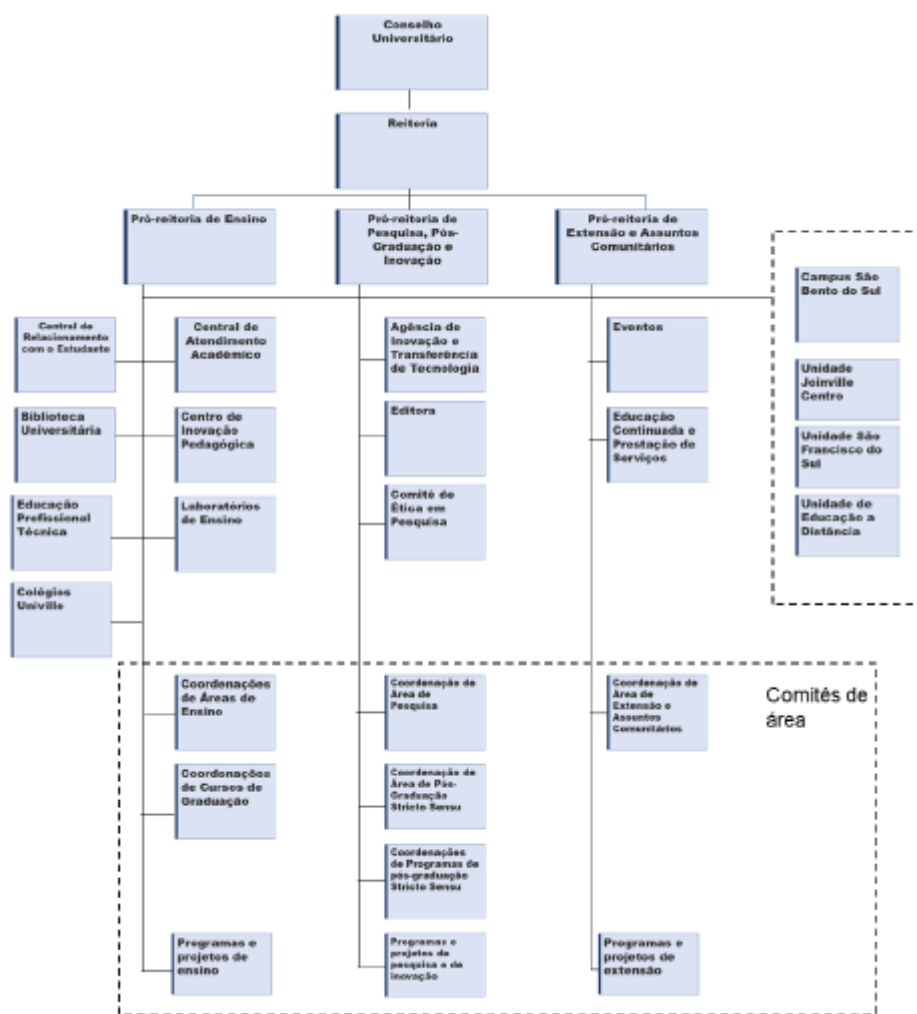 Conselho
Universitário
Reitoria
Pró-reitoria de Ensino
Pró-reitoria de
Pesquisa, Pós-
Graduação e
Inovação
Pró-reitoria de
Extensão e Assuntos
Comunitários
Campus São
Bento do Sul
Unidade
Joinville
Centro
Unidade São
Francisco do
Sul
Unidade de
Educação a
Distância
Central de
Relacionamento
com o Estudante
Central de
Atendimento
Acadêmico
Agência de
Inovação e
Transferência
de Tecnologia
Eventos
Biblioteca
Universitária
Centro de
Inovação
Pedagógica
Editora
Educação
Continuada e
Prestação de
Serviços
Educação
Profissional
Técnica
Laboratórios
de Ensino
Comitê de
Ética em
Pesquisa
Colégios
Univille
Comitês de
área
Coordenações
de Áreas de
Ensino
Coordenação de
Área de
Pesquisa
Coordenação de
Área de
Extensão e
Assuntos
Comunitários
Coordenações
de Cursos de
Graduação
Coordenação de
Área de Pós-
Graduação
Stricto Sensu
Coordenações
de Programas de
pós-graduação
Stricto Sensu
Programas e
projetos de
ensino
Programas e
projetos de
pesquisa e de
inovação
Programas e
projetos de
extensão